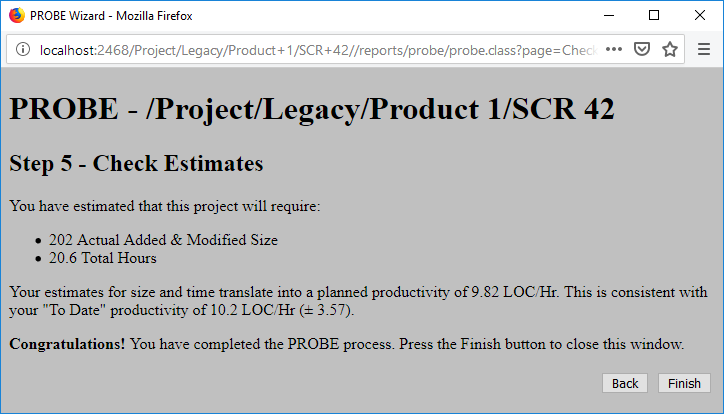 PROBE Wizard - Mozilla Firefox
localhost:2468/Project/Legacy/Product+1/SCR+42//reports/probe/probe.class?page=Check
PROBE - /Project/Legacy/Product 1/SCR 42
Step 5 - Check Estimates
You have estimated that this project will require:
• 202 Actual Added & Modified Size
• 20.6 Total Hours
Your estimates for size and time translate into a planned productivity of 9.82 LOC/Hr. This is consistent with
your "To Date" productivity of 10.2 LOC/Hr (± 3.57).
Congratulations! You have completed the PROBE process. Press the Finish button to close this window.
Back Finish